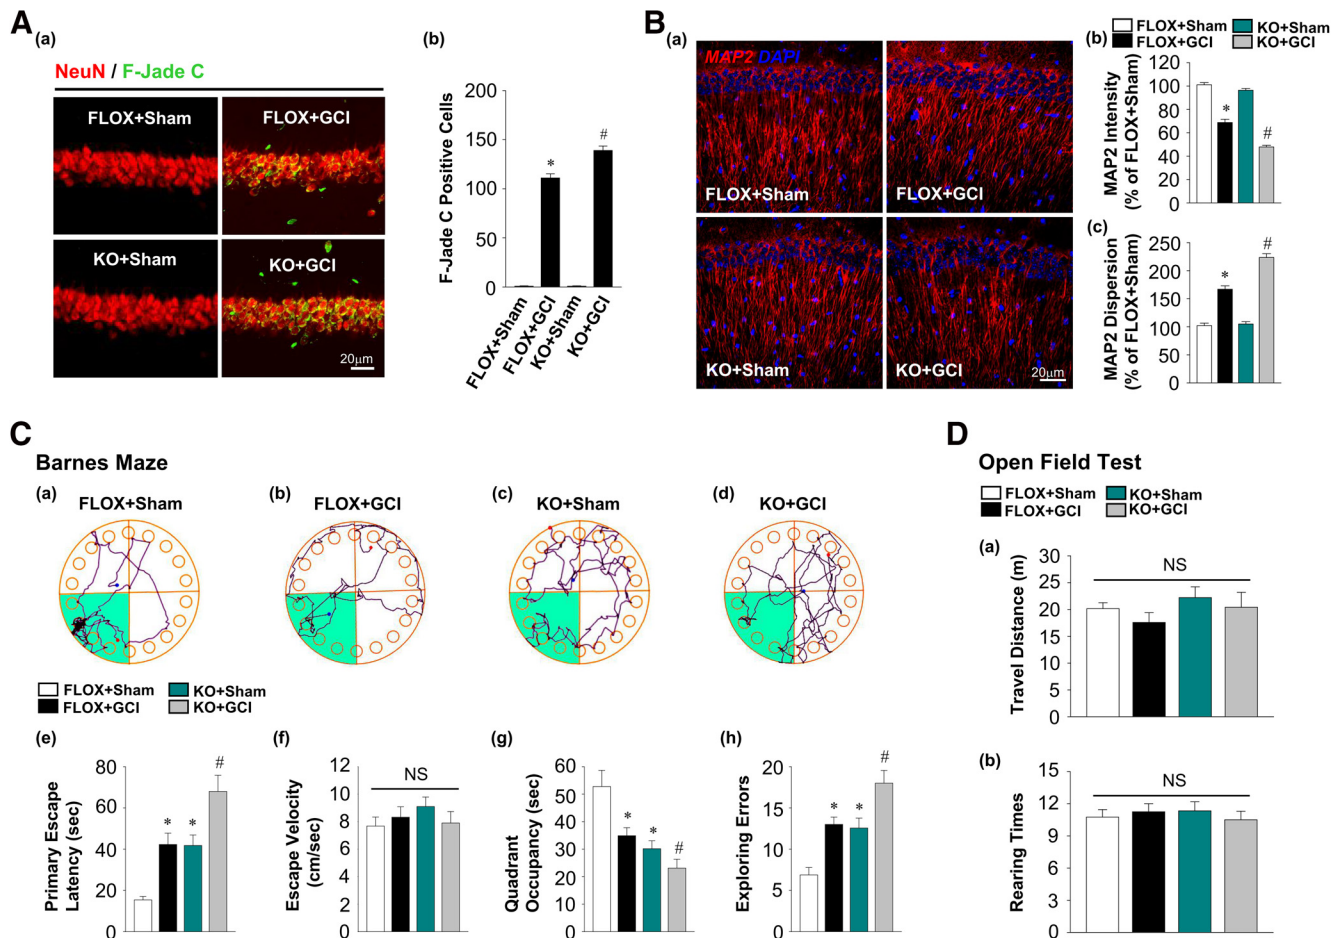 A
(a)
NeuN / F-Jade C
FLOX+Sham
FLOX+GCI
KO+Sham
KO+GCI
20μm
(b)
F-Jade C Positive Cells
200
150
100
50
0
*
#
FLOX+Sham
FLOX+GCI
KO+Sham
KO+GCI
B
(a)
MAP2 DAPI
FLOX+Sham
FLOX+GCI
KO+Sham
KO+GCI
20μm
FLOX+Sham
KO+Sham
FLOX+GCI
KO+GCI
(b)
MAP2 Intensity
(% of FLOX+Sham)
120
100
80
60
40
20
0
*
#
(c)
MAP2 Dispersion
(% of FLOX+Sham)
250
200
150
100
50
0
*
#
C
Barnes Maze
(a)
FLOX+Sham
(b)
FLOX+GCI
(c)
KO+Sham
(d)
KO+GCI
FLOX+Sham
KO+Sham
FLOX+GCI
KO+GCI
(e)
Primary Escape
Latency (sec)
80
60
40
20
0
*
*
#
(f)
Escape Velocity
(cm/sec)
12
10
8
6
4
2
0
NS
(g)
Quadrant
Occupancy (sec)
60
50
40
30
20
10
0
*
*
#
(h)
Exploring Errors
20
15
10
5
0
*
*
#
D
Open Field Test
FLOX+Sham
KO+Sham
FLOX+GCI
KO+GCI
(a)
Travel Distance (m)
30
25
20
15
10
5
0
NS
(b)
Rearing Times
15
12
9
6
3
0
NS